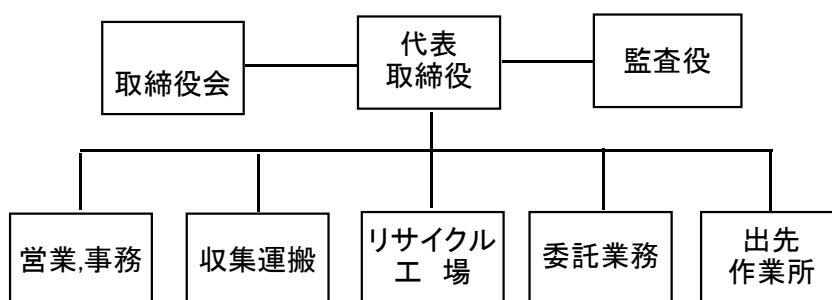 代表
取締役
取締役会
監査役
営業,事務
収集運搬
リサイクル
工　場
委託業務
出先
作業所